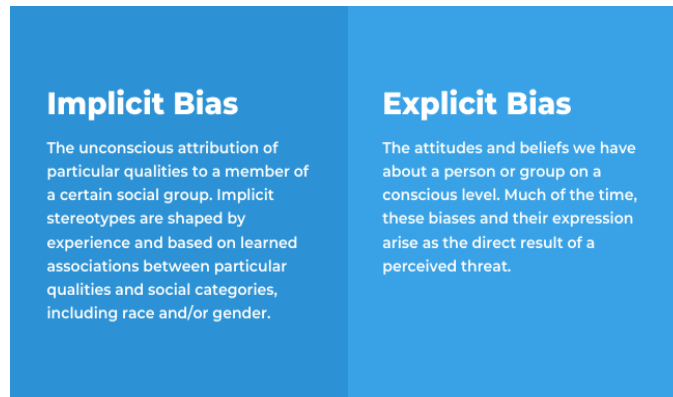 Implicit Bias
The unconscious attribution of
particular qualities to a member of
a certain social group. Implicit
stereotypes are shaped by
experience and based on learned
associations between particular
qualities and social categories,
including race and/or gender.
Explicit Bias
The attitudes and beliefs we have
about a person or group on a
conscious level. Much of the time,
these biases and their expression
arise as the direct result of a
perceived threat.